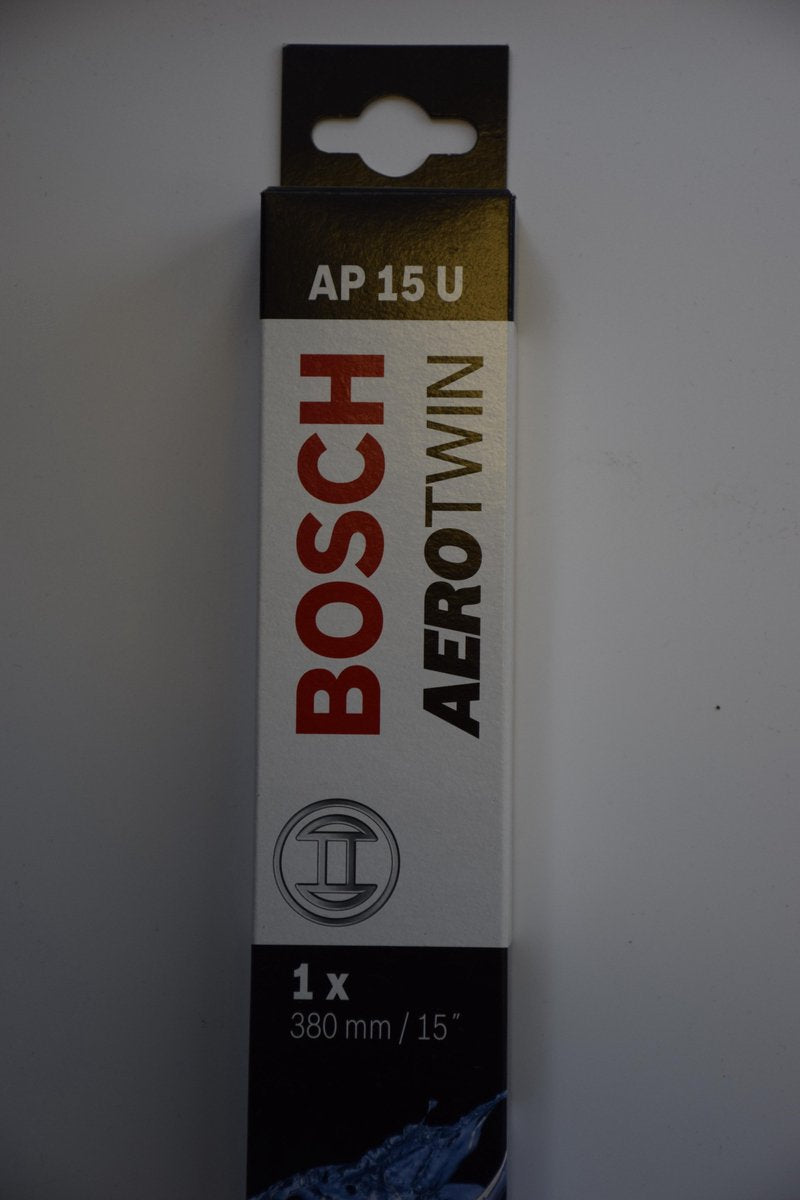 AP 15 U
BOSCH
AEROTWIN
1 x
380 mm / 15″